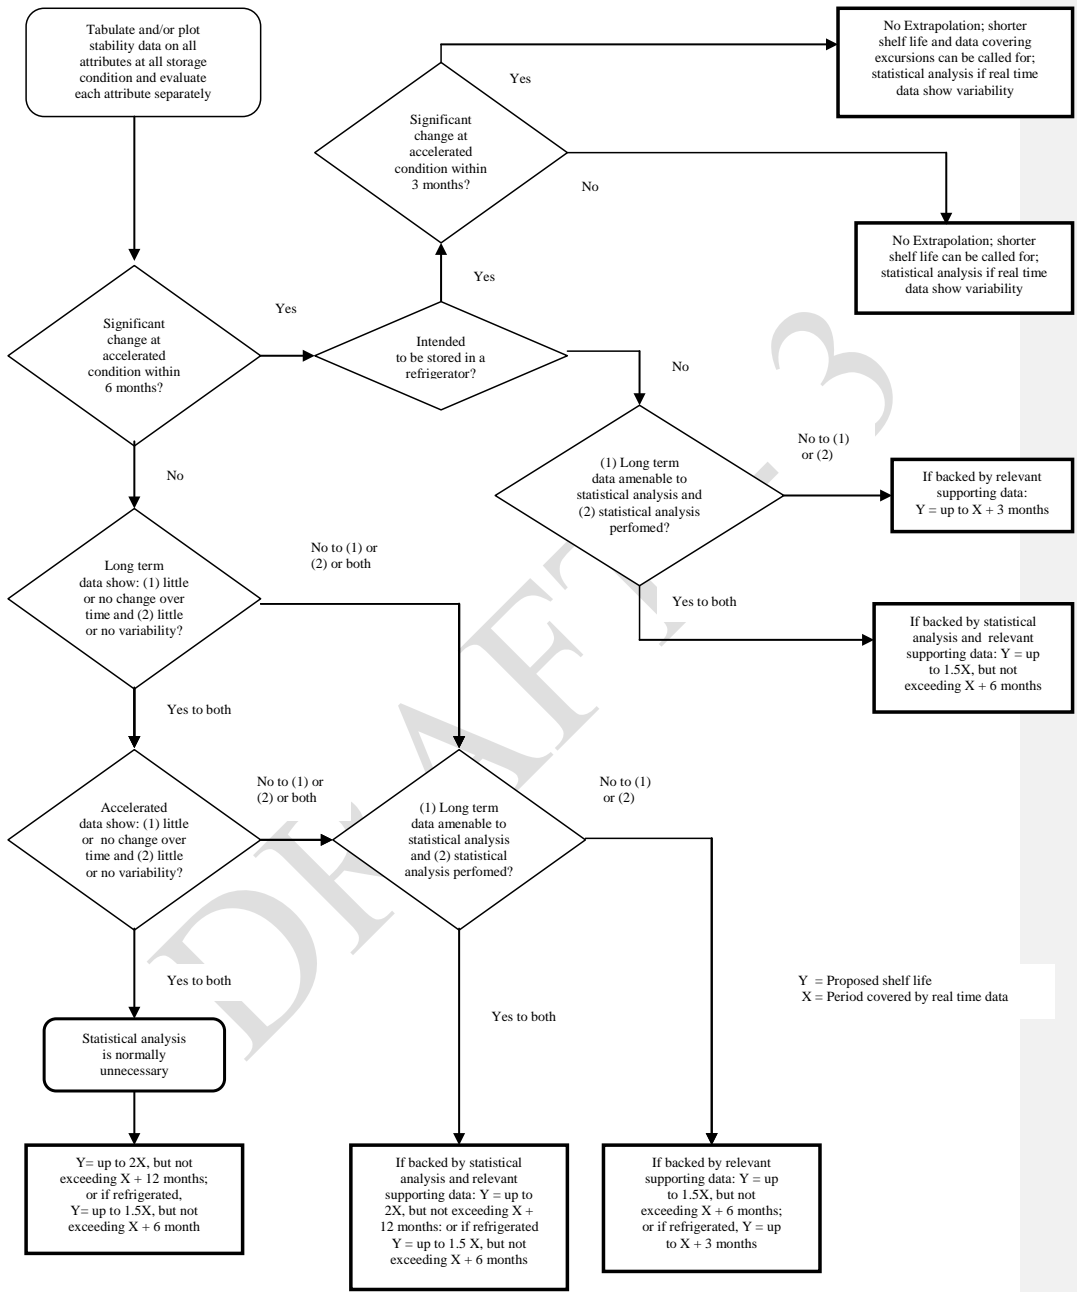 Tabulate and/or plot
stability data on all
attributes at all storage
condition and evaluate
each attribute separately
No Extrapolation; shorter
shelf life and data covering
excursions can be called for;
statistical analysis if real time
data show variability
Yes
Significant
change at
accelerated
condition within
3 months?
No
No Extrapolation; shorter
shelf life can be called for;
statistical analysis if real time
data show variability
Yes
Yes
Significant
change at
accelerated
condition within
6 months?
Intended
to be stored in a
refrigerator?
No
No to (1)
or (2)
(1) Long term
data amenable to
statistical analysis and
(2) statistical analysis
perfomed?
If backed by relevant
supporting data:
Y = up to X + 3 months
No
No to (1) or
(2) or both
Long term
data show: (1) little
or no change over
time and (2) little
or no variability?
Yes to both
If backed by statistical
analysis and relevant
supporting data: Y = up
to 1.5X, but not
exceeding X + 6 months
Yes to both
No to (1) or
(2) or both
No to (1)
or (2)
Accelerated
data show: (1) little
or no change over
time and (2) little
or no variability?
(1) Long term
data amenable to
statistical analysis
and (2) statistical
analysis perfomed?
Yes to both
Y = Proposed shelf life
X = Period covered by real time data
Yes to both
Statistical analysis
is normally
unnecessary
Y= up to 2X, but not
exceeding X + 12 months;
or if refrigerated,
Y= up to 1.5X, but not
exceeding X + 6 month
If backed by statistical
analysis and relevant
supporting data: Y = up to
2X, but not exceeding X +
12 months: or if refrigerated
Y = up to 1.5 X, but not
exceeding X + 6 months
If backed by relevant
supporting data: Y = up
to 1.5X, but not
exceeding X + 6 months;
or if refrigerated, Y = up
to X + 3 months
DRAFT - 3